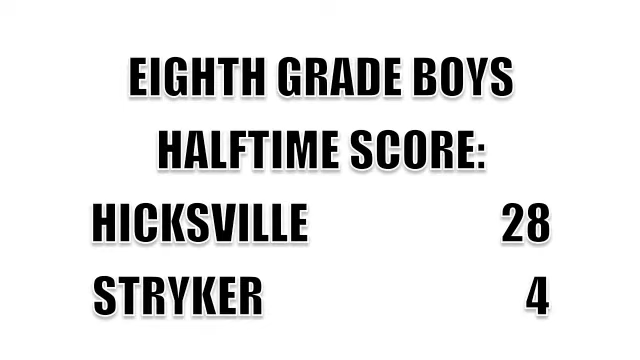 EIGHTH GRADE BOYS
HALFTIME SCORE:
HICKSVILLE 28
STRYKER 4